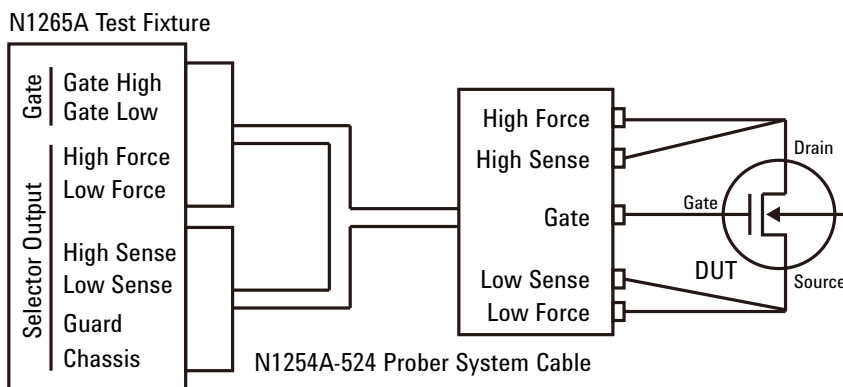 N1265A Test Fixture
Gate
Gate High
Gate Low
Selector Output
High Force
Low Force
High Sense
Low Sense
Guard
Chassis
N1254A-524 Prober System Cable
High Force
High Sense
Gate
Low Sense
Low Force
Drain
Gate
DUT
Source